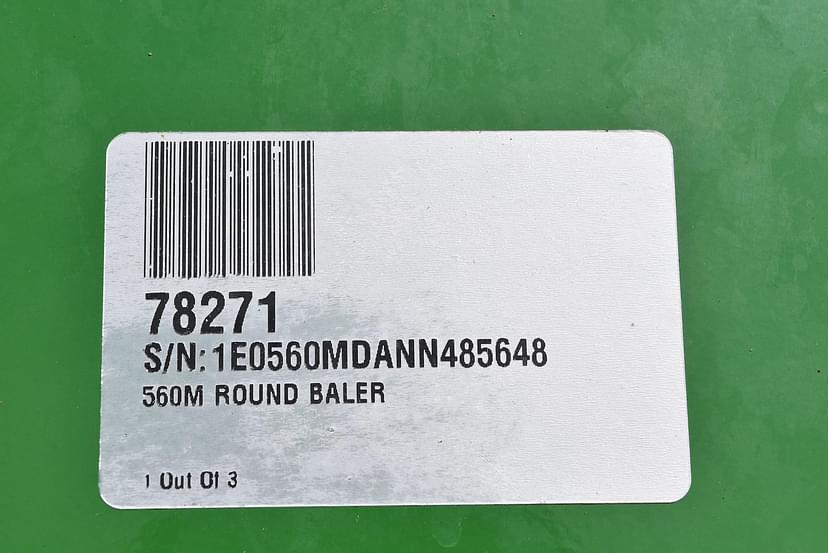 78271
S/N: 1E0560MDANN485648
560M ROUND BALER
1 Out Of 3